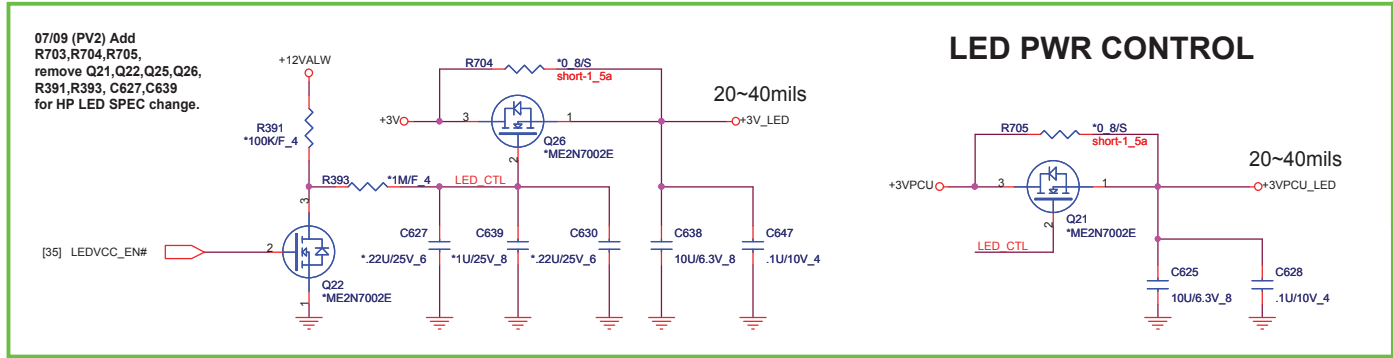 07/09 (PV2) Add
R703,R704,R705,
remove Q21,Q22,Q25,Q26,
R391,R393, C627,C639
for HP LED SPEC change.
LED PWR CONTROL
+12VALW
R391
*100K/F_4
R393
*1M/F_4
LED_CTL
3
2
1
[35] LEDVCC_EN#
Q22
*ME2N7002E
R704
*0_8/S
short-1_5a
+3V
3
1
2
Q26
*ME2N7002E
20~40mils
+3V_LED
C627
*.22U/25V_6
C639
*1U/25V_8
C630
*.22U/25V_6
C638
10U/6.3V_8
C647
.1U/10V_4
R705
*0_8/S
short-1_5a
+3VPCU
3
1
2
Q21
*ME2N7002E
LED_CTL
20~40mils
+3VPCU_LED
C625
10U/6.3V_8
C628
.1U/10V_4